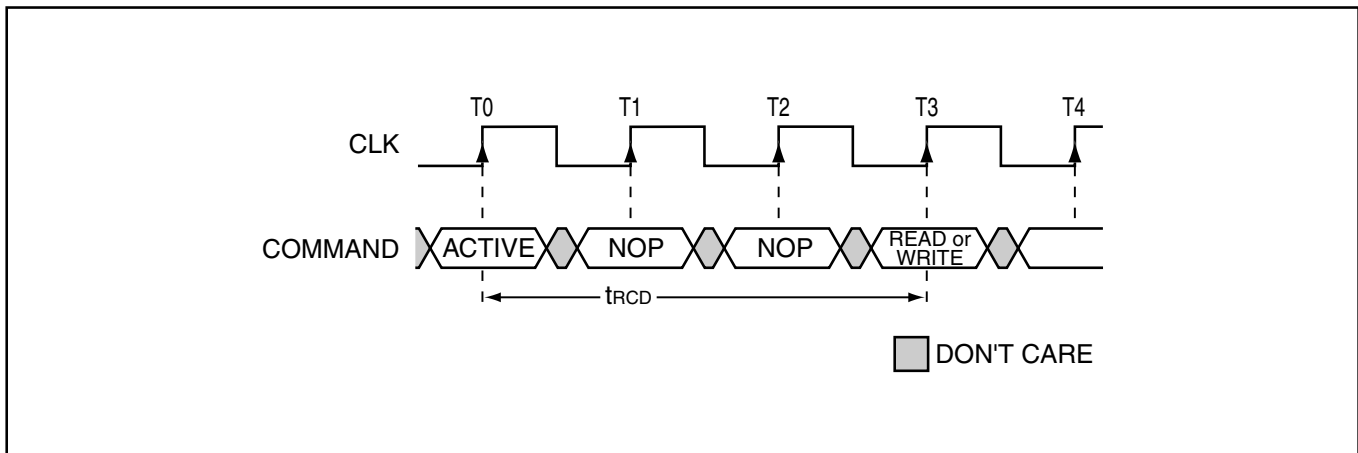 T0 T1 T2 T3 T4
CLK
COMMAND ACTIVE NOP NOP READ or
WRITE
tRCD
DON'T CARE